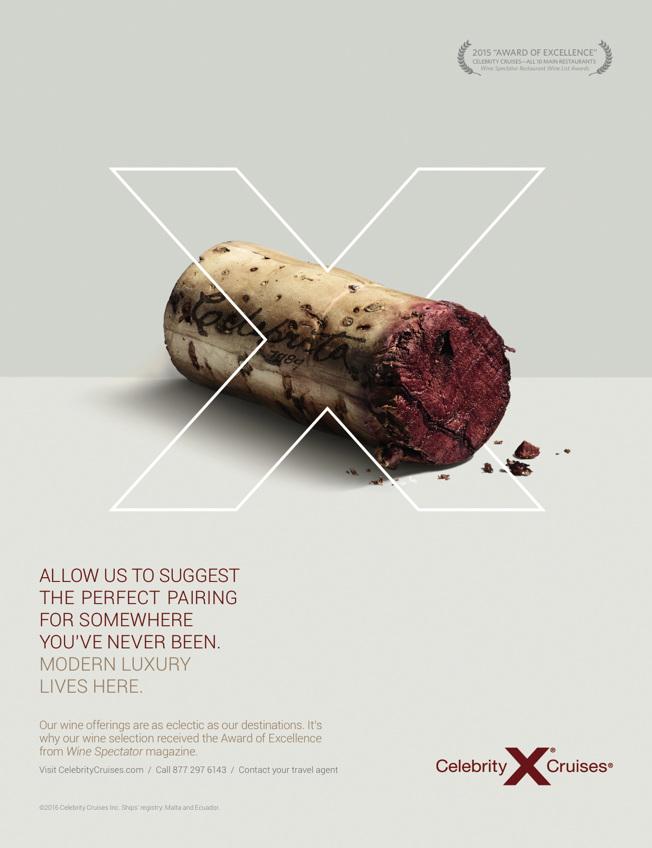 2015 "AWARD OF EXCELLENCE"
CELEBRITY CRUISES—ALL 10 MAIN RESTAURANTS
Wine Spectator Restaurant Wine List Awards
1989
ALLOW US TO SUGGEST
THE PERFECT PAIRING
FOR SOMEWHERE
YOU'VE NEVER BEEN.
MODERN LUXURY
LIVES HERE.
Our wine offerings are as eclectic as our destinations. It's
why our wine selection received the Award of Excellence
from Wine Spectator magazine.
Visit CelebrityCruises.com / Call 877 297 6143 / Contact your travel agent
Celebrity X® Cruises®
©2016 Celebrity Cruises Inc. Ships' registry: Malta and Ecuador.